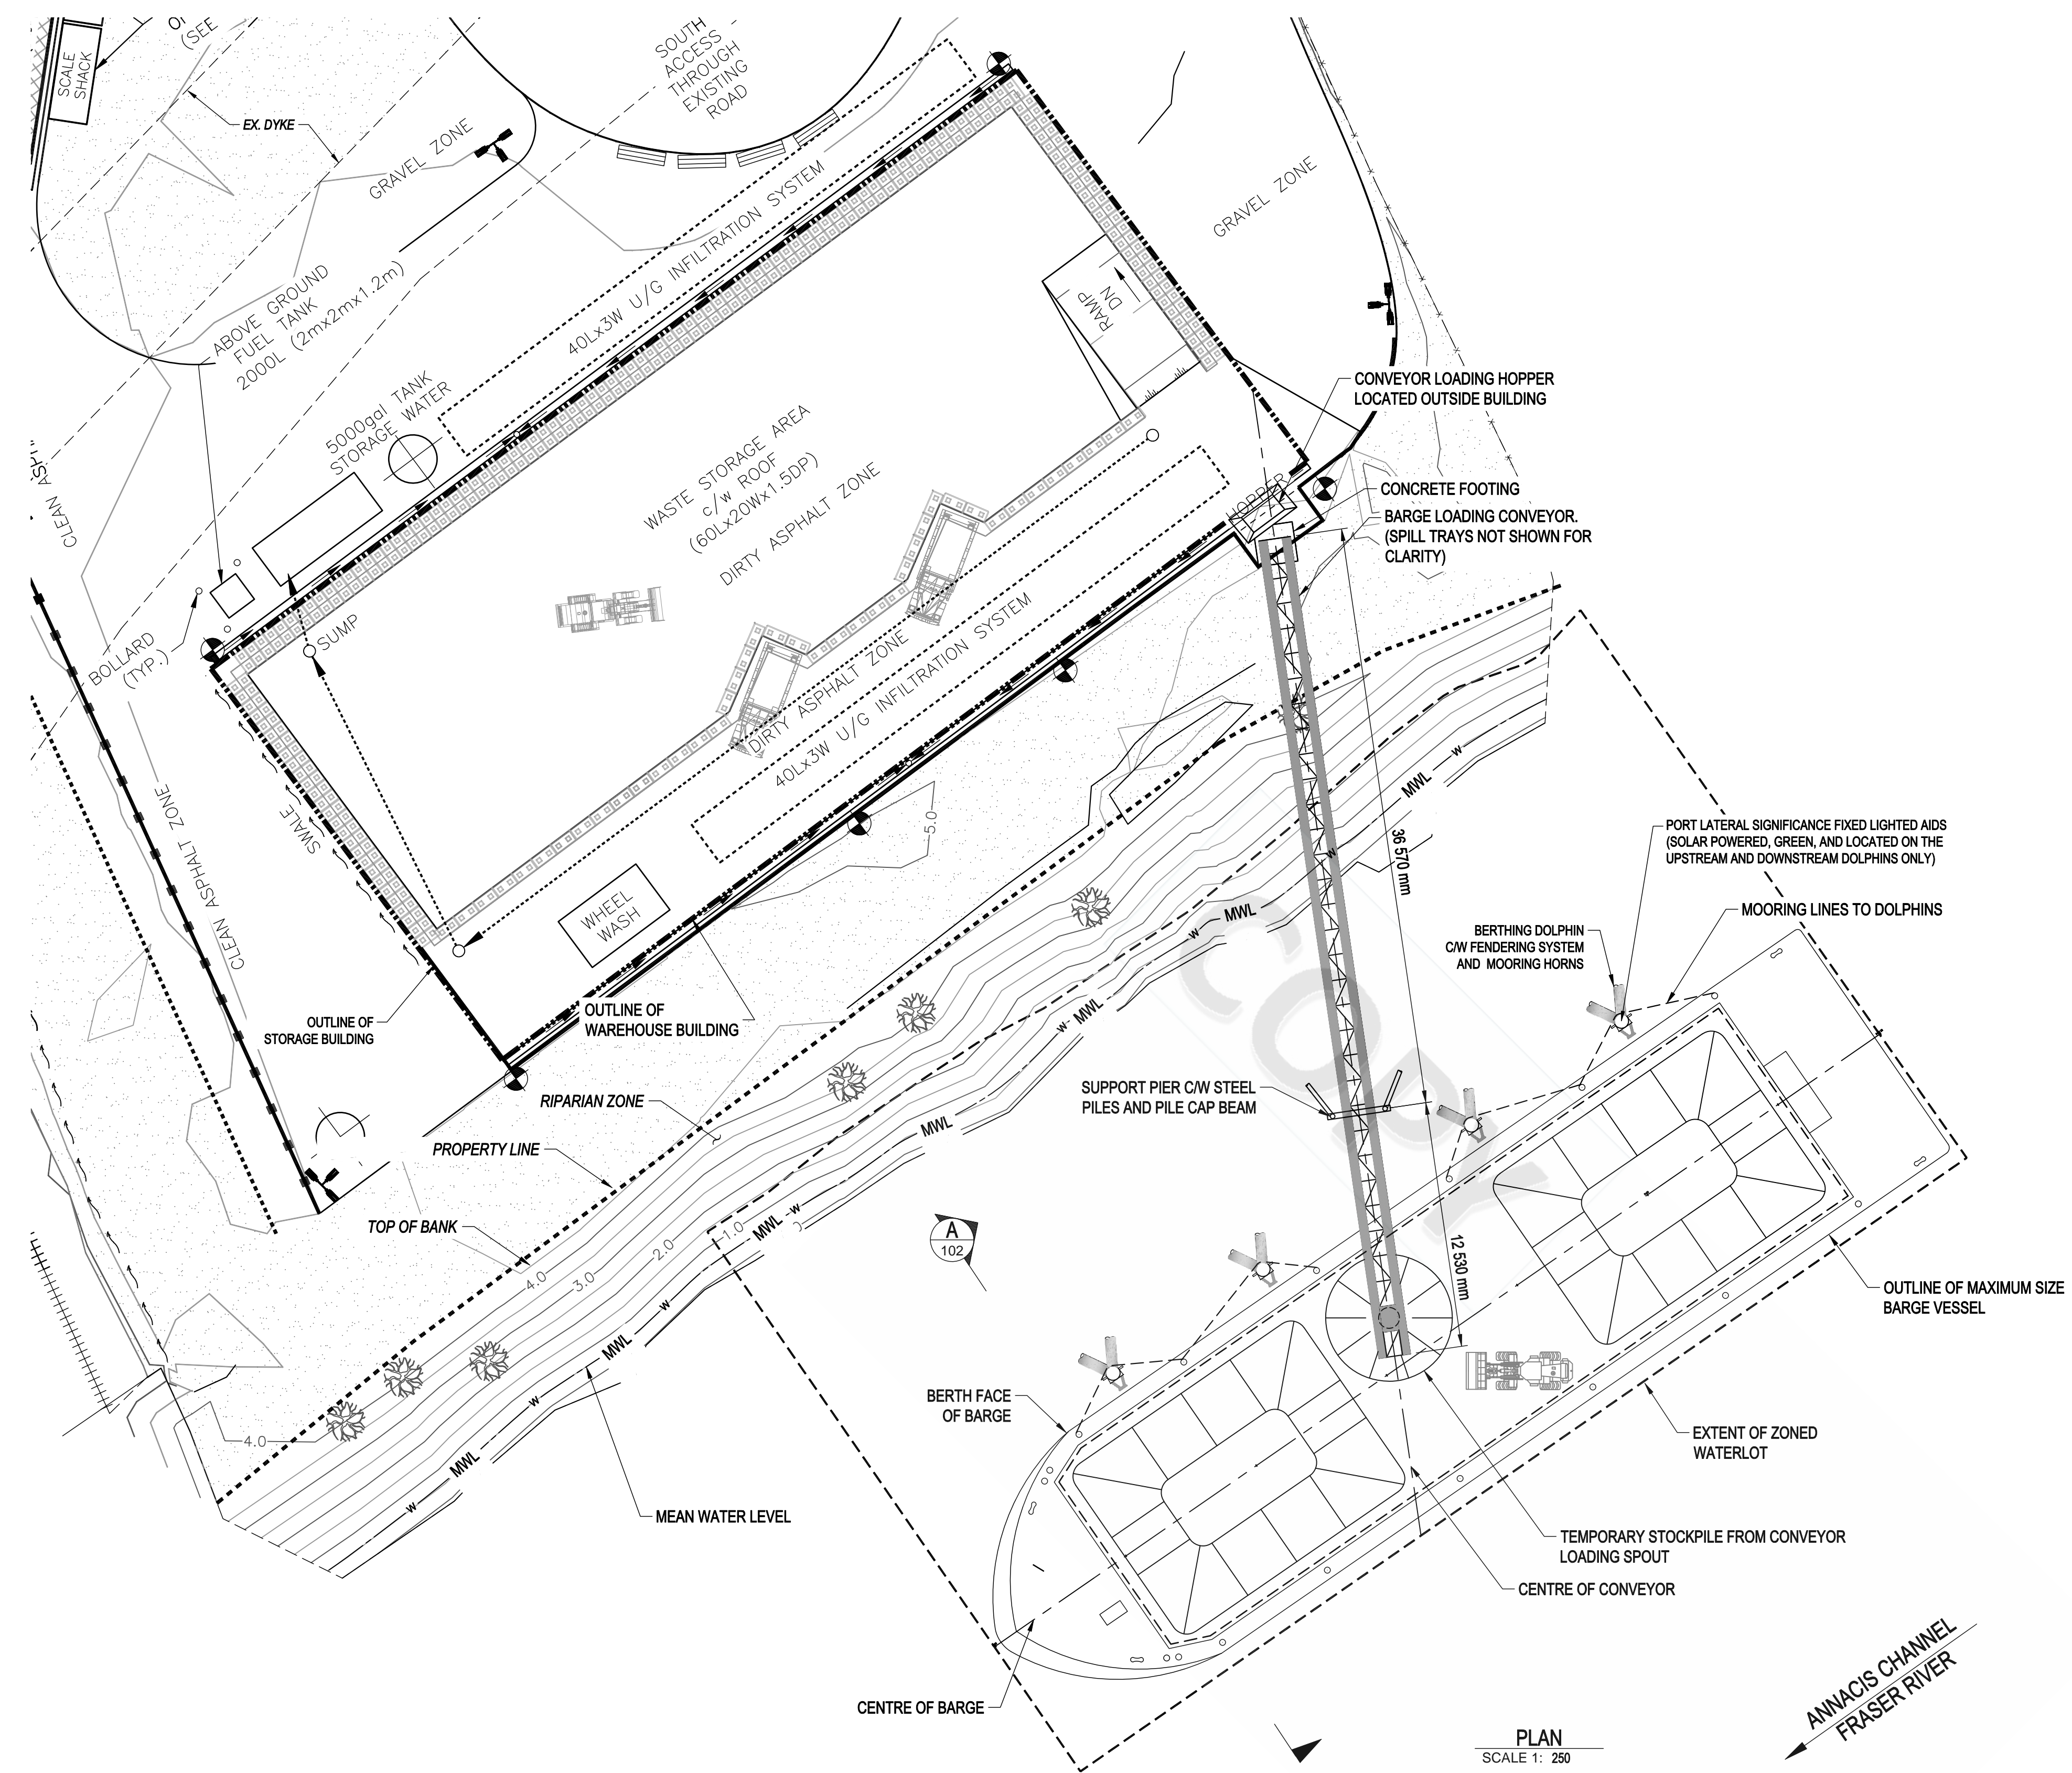 (SEE
SCALE
SHACK
EX. DYKE
GRAVEL ZONE
SOUTH
ACCESS
THROUGH
EXISTING
ROAD
ABOVE GROUND
FUEL TANK
2000L (2mx2mx1.2m)
40Lx3W U/G INFILTRATION SYSTEM
GRAVEL ZONE
RAMP
DN
5000gal TANK
STORAGE WATER
CONVEYOR LOADING HOPPER
LOCATED OUTSIDE BUILDING
HOPPER
CONCRETE FOOTING
BARGE LOADING CONVEYOR.
(SPILL TRAYS NOT SHOWN FOR
CLARITY)
WASTE STORAGE AREA
c/w ROOF
(60Lx20Wx1.5DP)
DIRTY ASPHALT ZONE
CLEAN
BOLLARD
(TYP.)
SUMP
DIRTY ASPHALT ZONE
40Lx3W U/G INFILTRATION SYSTEM
SWALE
CLEAN ASPHALT ZONE
5.0
WHEEL
WASH
W
MWL
36 570 mm
W
MWL
W
PORT LATERAL SIGNIFICANCE FIXED LIGHTED AIDS
(SOLAR POWERED, GREEN, AND LOCATED ON THE
UPSTREAM AND DOWNSTREAM DOLPHINS ONLY)
MOORING LINES TO DOLPHINS
BERTHING DOLPHIN
C/W FENDERING SYSTEM
AND MOORING HORNS
OUTLINE OF
STORAGE BUILDING
OUTLINE OF
WAREHOUSE BUILDING
W
MWL
COPY
SUPPORT PIER C/W STEEL
PILES AND PILE CAP BEAM
RIPARIAN ZONE
MWL
PROPERTY LINE
TOP OF BANK
W
MWL
1.0
2.0
3.0
4.0
A
102
12 530 mm
OUTLINE OF MAXIMUM SIZE
BARGE VESSEL
W
MWL
W
BERTH FACE
OF BARGE
4.0
MWL
W
EXTENT OF ZONED
WATERLOT
MEAN WATER LEVEL
TEMPORARY STOCKPILE FROM CONVEYOR
LOADING SPOUT
CENTRE OF CONVEYOR
CENTRE OF BARGE
ANNACIS CHANNEL
FRASER RIVER
PLAN
SCALE 1: 250